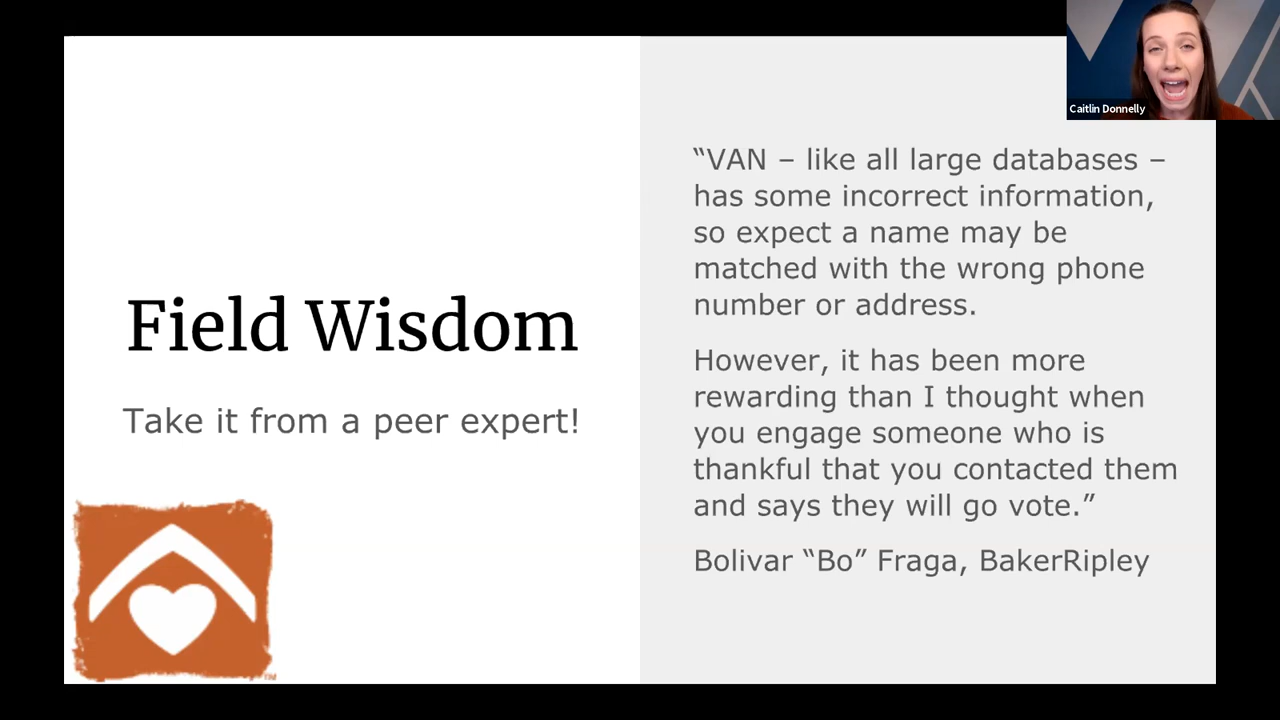 Caitlin Donnelly
Field Wisdom
Take it from a peer expert!
“VAN – like all large databases –
has some incorrect information,
so expect a name may be
matched with the wrong phone
number or address.
However, it has been more
rewarding than I thought when
you engage someone who is
thankful that you contacted them
and says they will go vote.”
Bolivar “Bo” Fraga, BakerRipley
TM